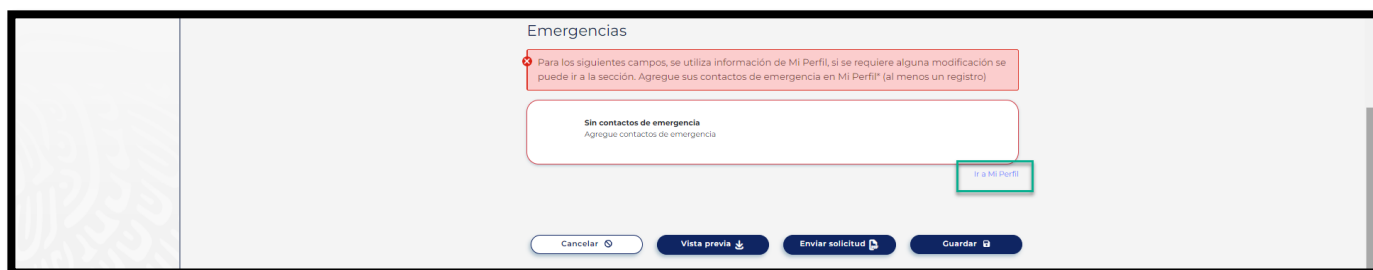 Emergencias
Para los siguientes campos, se utiliza información de Mi Perfil, si se requiere alguna modificación se
puede ir a la sección. Agregue sus contactos de emergencia en Mi Perfil* (al menos un registro)
Sin contactos de emergencia
Agregue contactos de emergencia
Ir a Mi Perfil
Cancelar
Vista previa
Enviar solicitud
Guardar